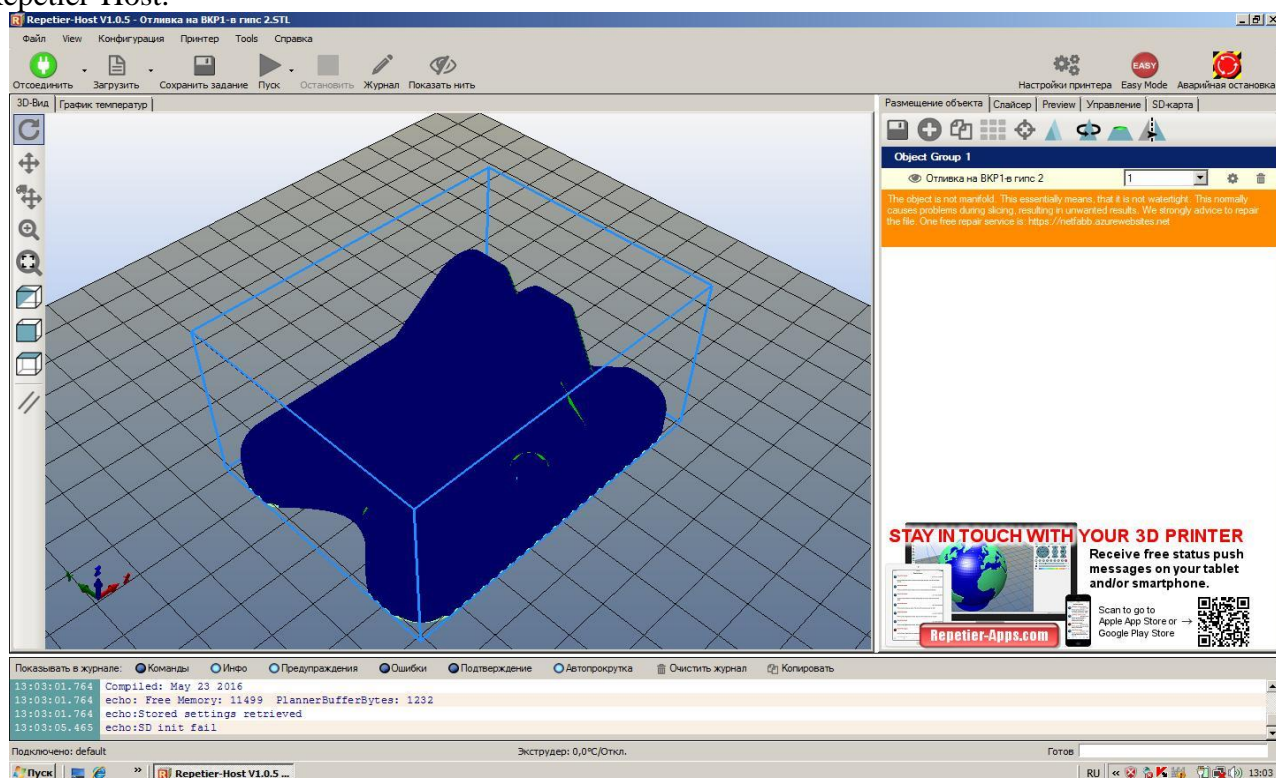 Repetier-Host.
Repetier-Host V1.0.5 - Отливка на ВКР1-в гипс 2.STL
Файл View Конфигурация Принтер Tools Справка
Отсоединить Загрузить Сохранить задание Пуск Остановить Журнал Показать нить Настройки принтера EASY Easy Mode Аварийная остановка
3D-Вид График температур Размещение объекта Слайсер Preview Управление SD-карта
Object Group 1
Отливка на ВКР1-в гипс 2 1
The object is not manifold. This essentially means, that it is not watertight. This normally
causes problems during slicing, resulting in unwanted results. We strongly advice to repair
the file. One free repair service is: https://netfabb.azurewebsites.net
STAY IN TOUCH WITH YOUR 3D PRINTER
Receive free status push
messages on your tablet
and/or smartphone.
Scan to go to
Apple App Store or →
Google Play Store
Repetier-Apps.com
Показывать в журнале: Команды Инфо Предупраждения Ошибки Подтверждение Автопрокрутка Очистить журнал Копировать
13:03:01.764 Compiled: May 23 2016
13:03:01.764 echo: Free Memory: 11499 PlannerBufferBytes: 1232
13:03:01.764 echo:Stored settings retrieved
13:03:05.465 echo:SD init fail
Подключено: default Экструдер: 0,0°C/Откл. Готов
Пуск » Repetier-Host V1.0.5 ... RU « 13:03